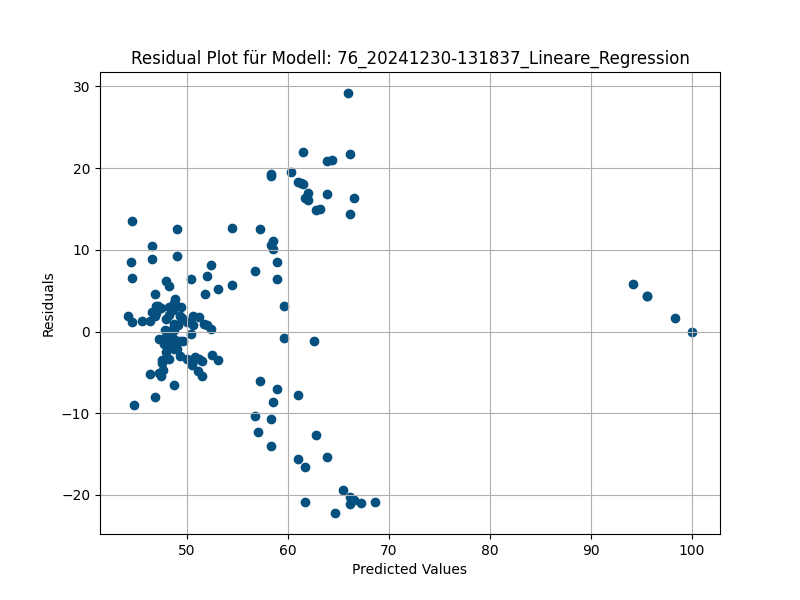 Residual Plot für Modell: 76_20241230-131837_Lineare_Regression
30
20
10
0
−10
−20
Residuals
50 60 70 80 90 100
Predicted Values